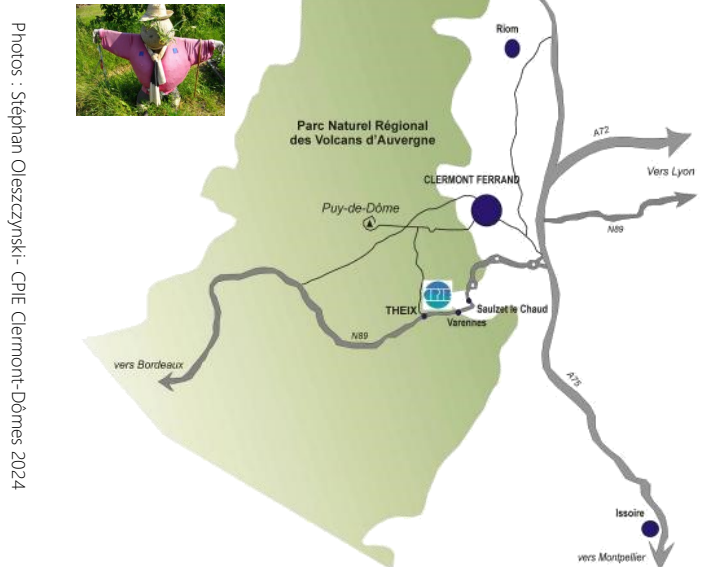 Photos : Stéphan Oleszczynski- CPIE Clermont-Dômes 2024
Riom
Parc Naturel Régional
des Volcans d'Auvergne
A72
Vers Lyon
CLERMONT FERRAND
Puy-de-Dôme
N89
CPIE
THEIX
Saulzet le Chaud
Varennes
N89
vers Bordeaux
A75
Issoire
vers Montpellier